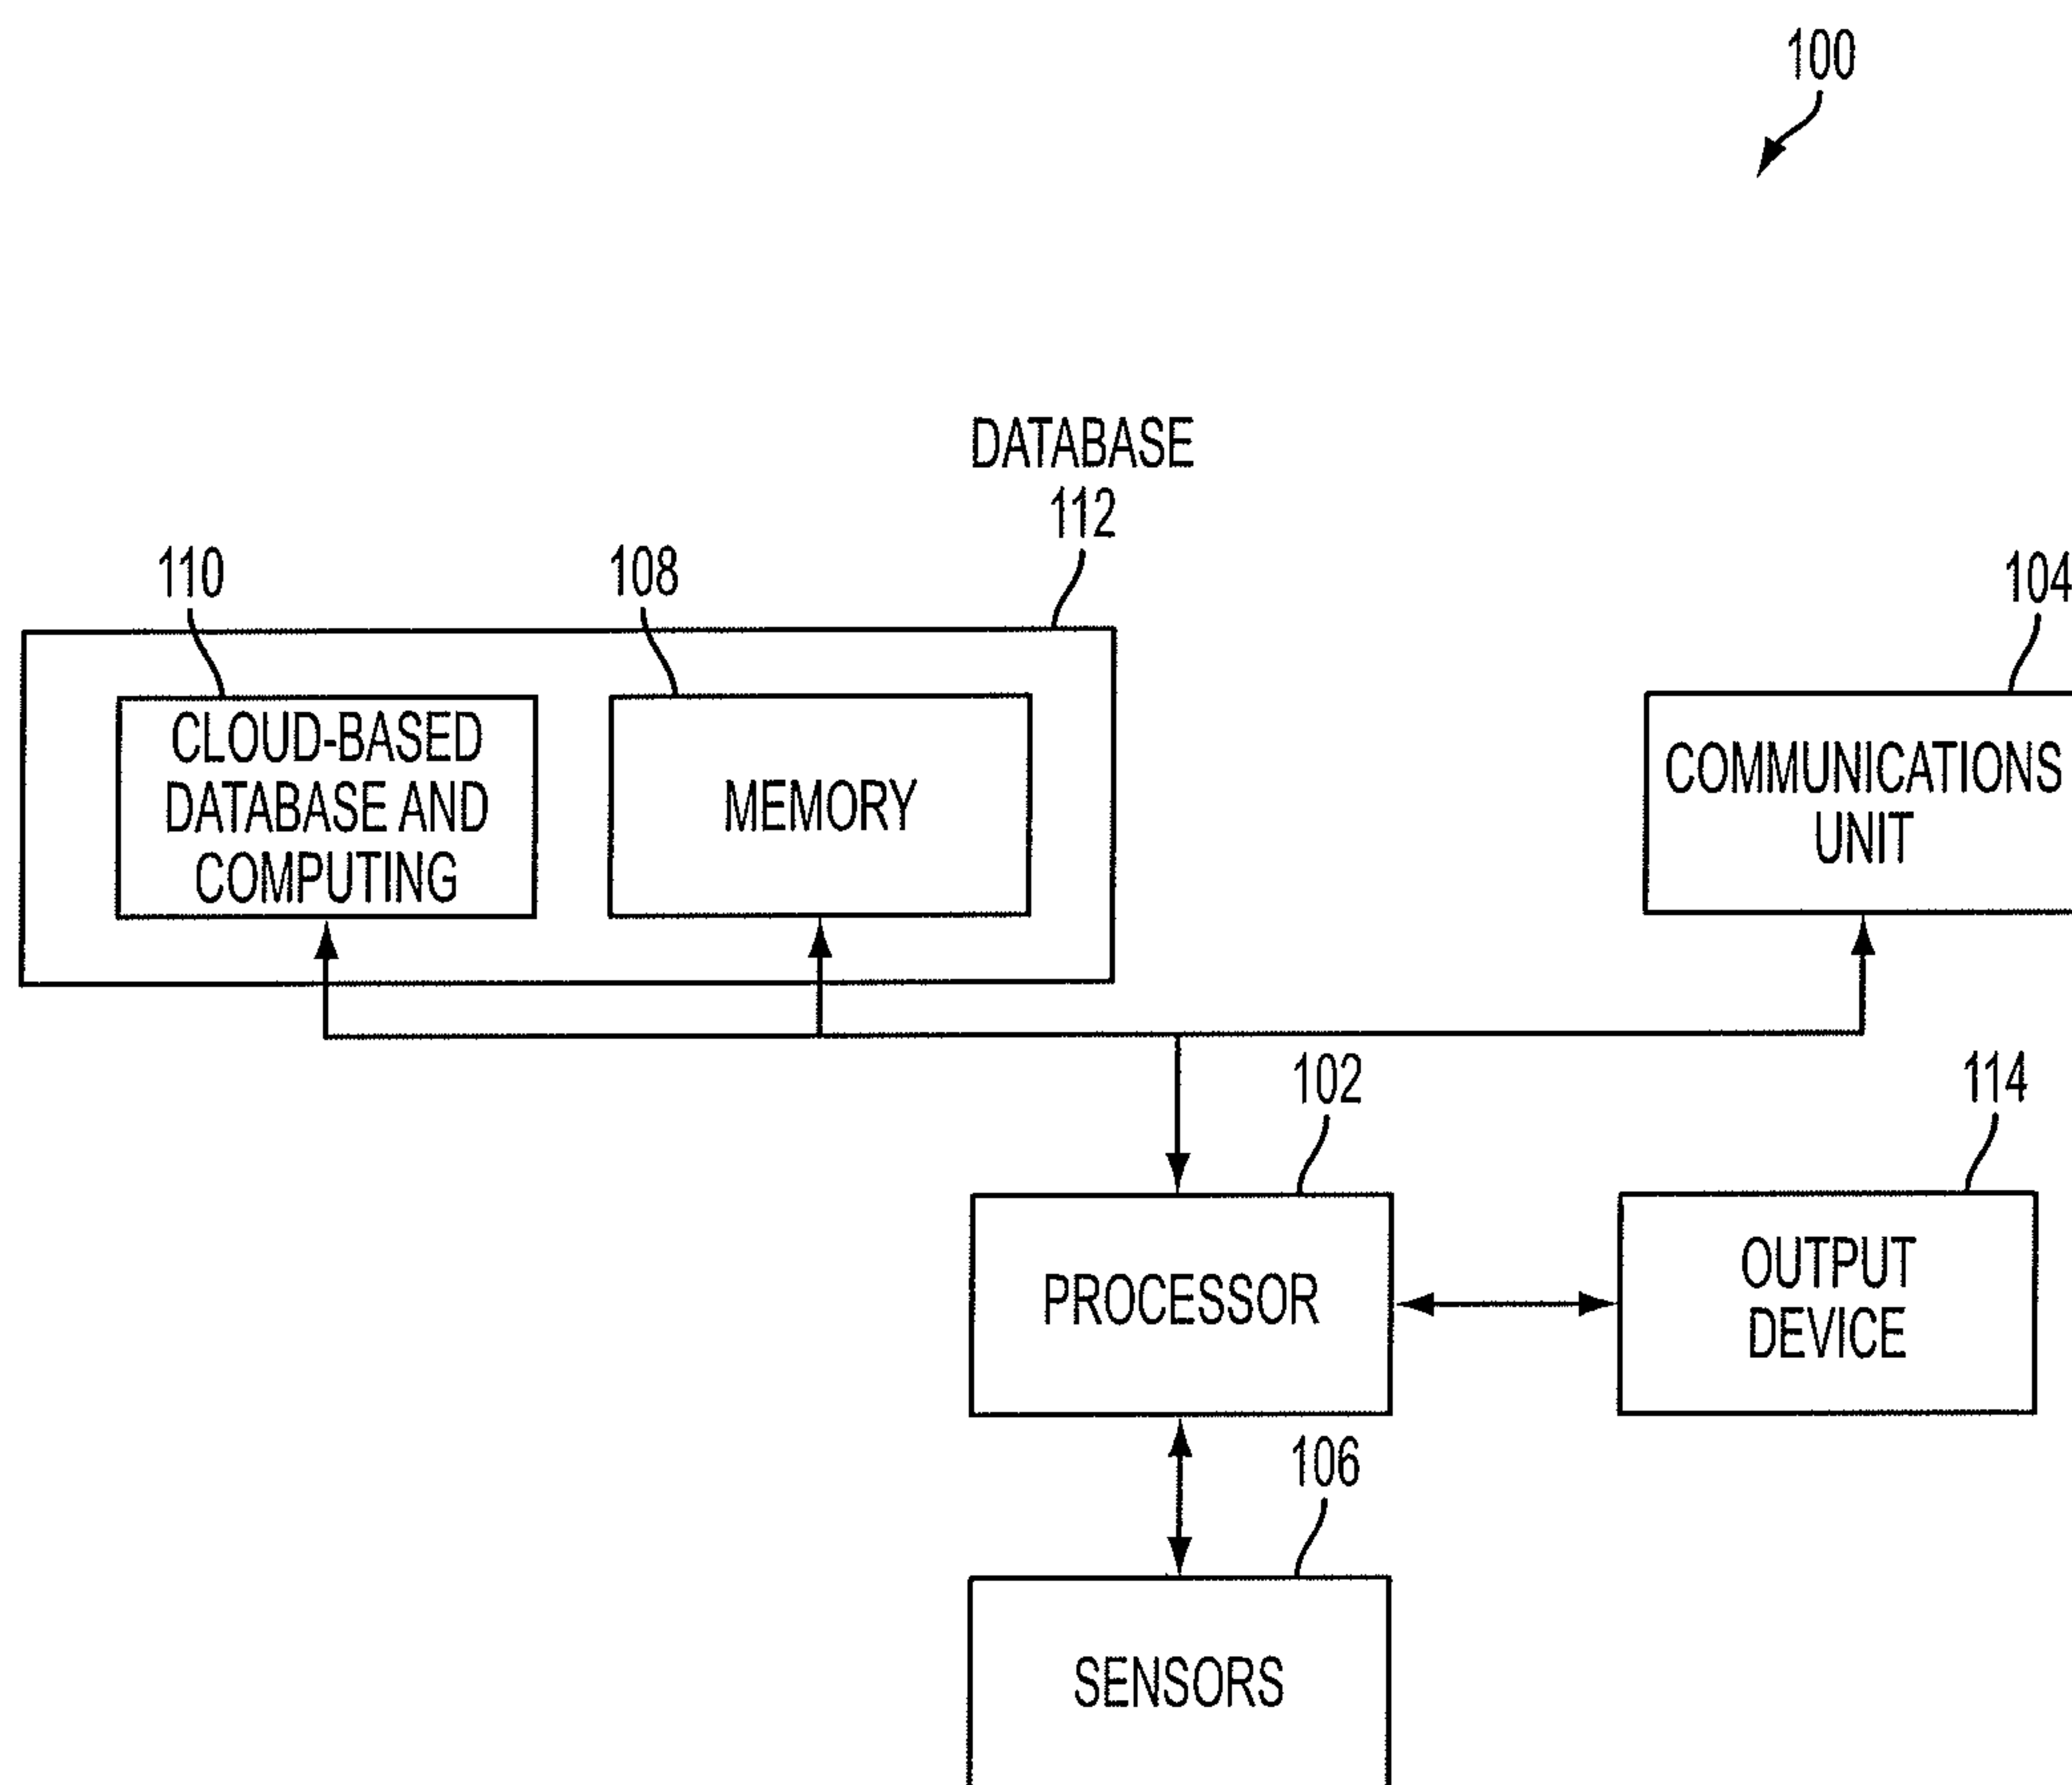 100
DATABASE
112
110
108
104
CLOUD-BASED
DATABASE AND
COMPUTING
MEMORY
COMMUNICATIONS
UNIT
102
114
PROCESSOR
OUTPUT
DEVICE
106
SENSORS